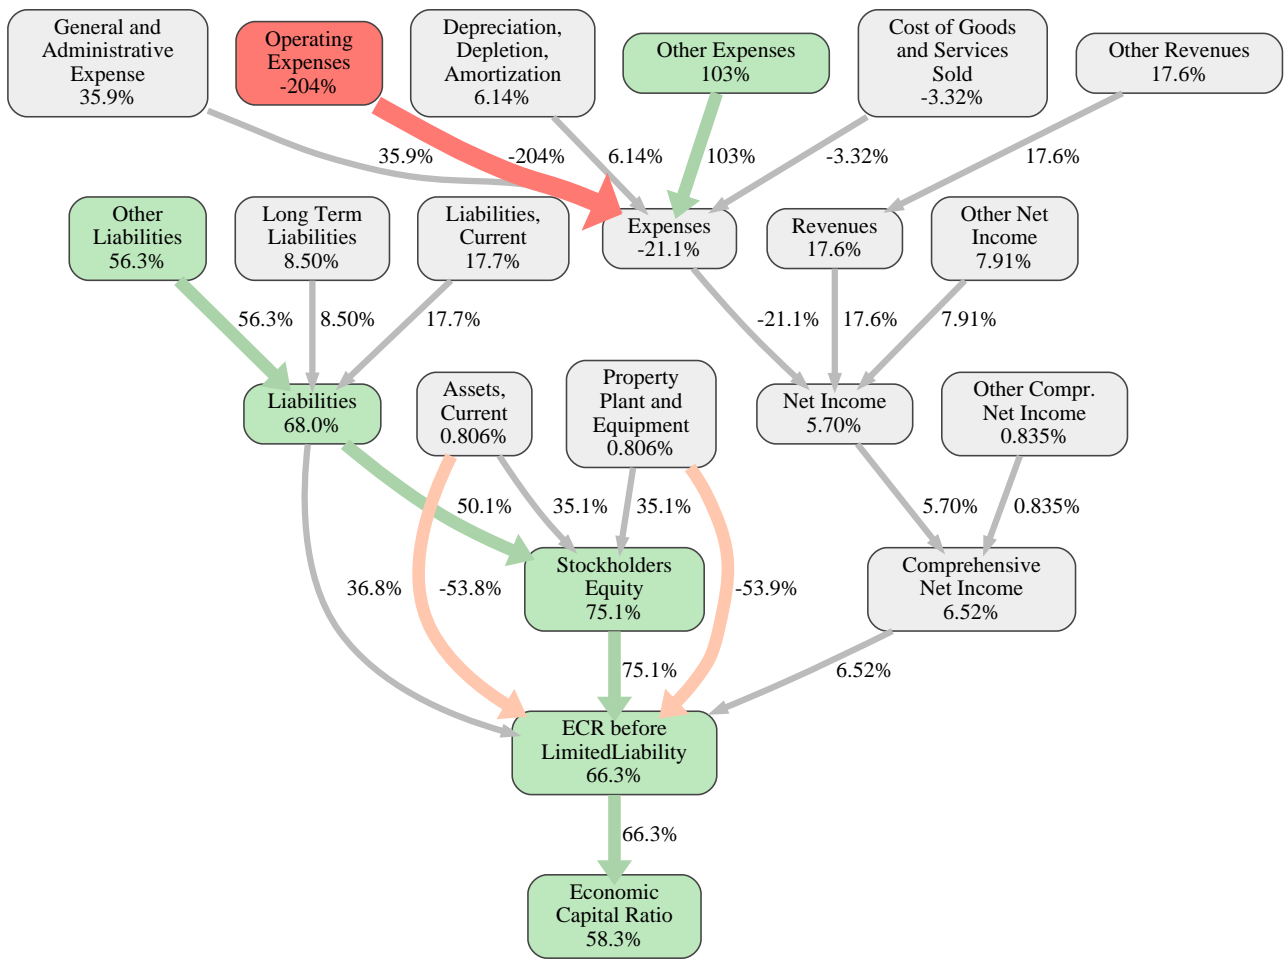 General and
Administrative
Expense
35.9%
Operating
Expenses
-204%
Depreciation,
Depletion,
Amortization
6.14%
Other Expenses
103%
Cost of Goods
and Services
Sold
-3.32%
Other Revenues
17.6%
35.9%
-204%
6.14%
103%
-3.32%
17.6%
Other
Liabilities
56.3%
Long Term
Liabilities
8.50%
Liabilities,
Current
17.7%
Expenses
-21.1%
Revenues
17.6%
Other Net
Income
7.91%
56.3%
8.50%
17.7%
-21.1%
17.6%
7.91%
Liabilities
68.0%
Assets,
Current
0.806%
Property
Plant and
Equipment
0.806%
Net Income
5.70%
Other Compr.
Net Income
0.835%
50.1%
35.1%
35.1%
5.70%
0.835%
36.8%
-53.8%
Stockholders
Equity
75.1%
-53.9%
Comprehensive
Net Income
6.52%
75.1%
6.52%
ECR before
LimitedLiability
66.3%
66.3%
Economic
Capital Ratio
58.3%